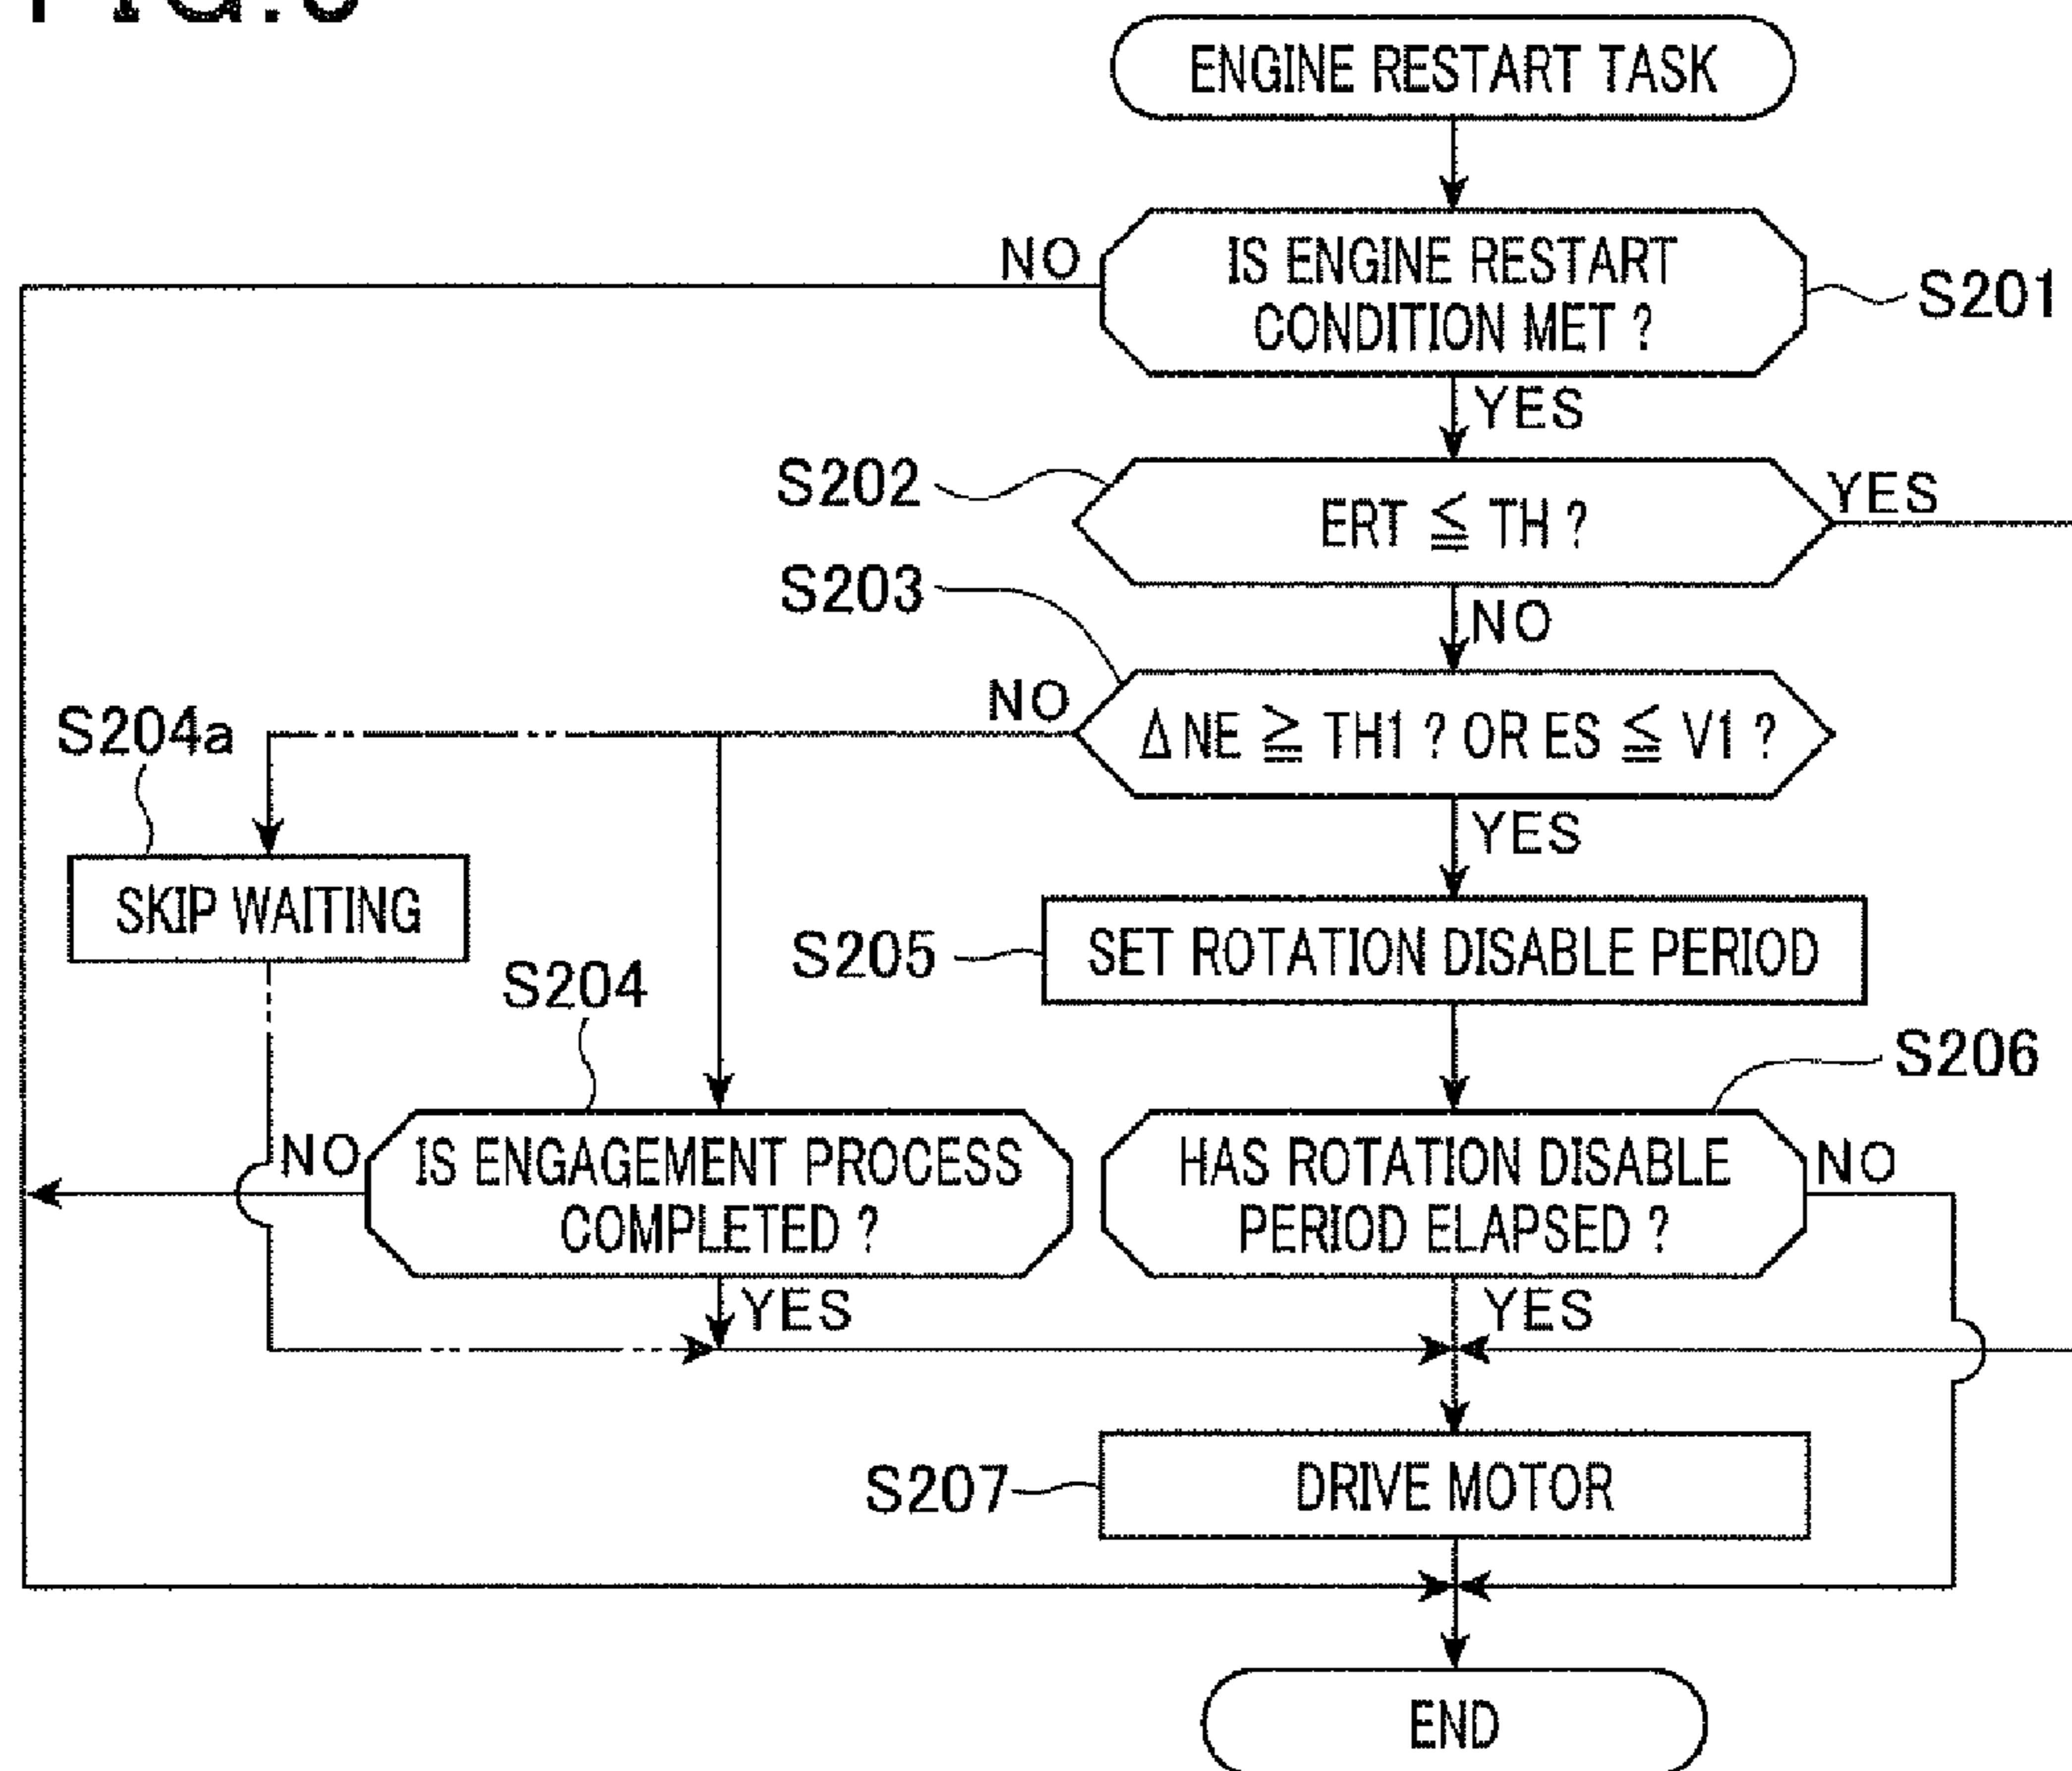 ENGINE RESTART TASK
NO
IS ENGINE RESTART
CONDITION MET ?
S201
YES
S202
ERT ≦ TH ?
YES
S203
NO
NO
Δ NE ≧ TH1 ? OR ES ≦ V1 ?
S204a
YES
SKIP WAITING
S205
SET ROTATION DISABLE PERIOD
S204
S206
NO
IS ENGAGEMENT PROCESS
COMPLETED ?
HAS ROTATION DISABLE
PERIOD ELAPSED ?
NO
YES
YES
S207
DRIVE MOTOR
END